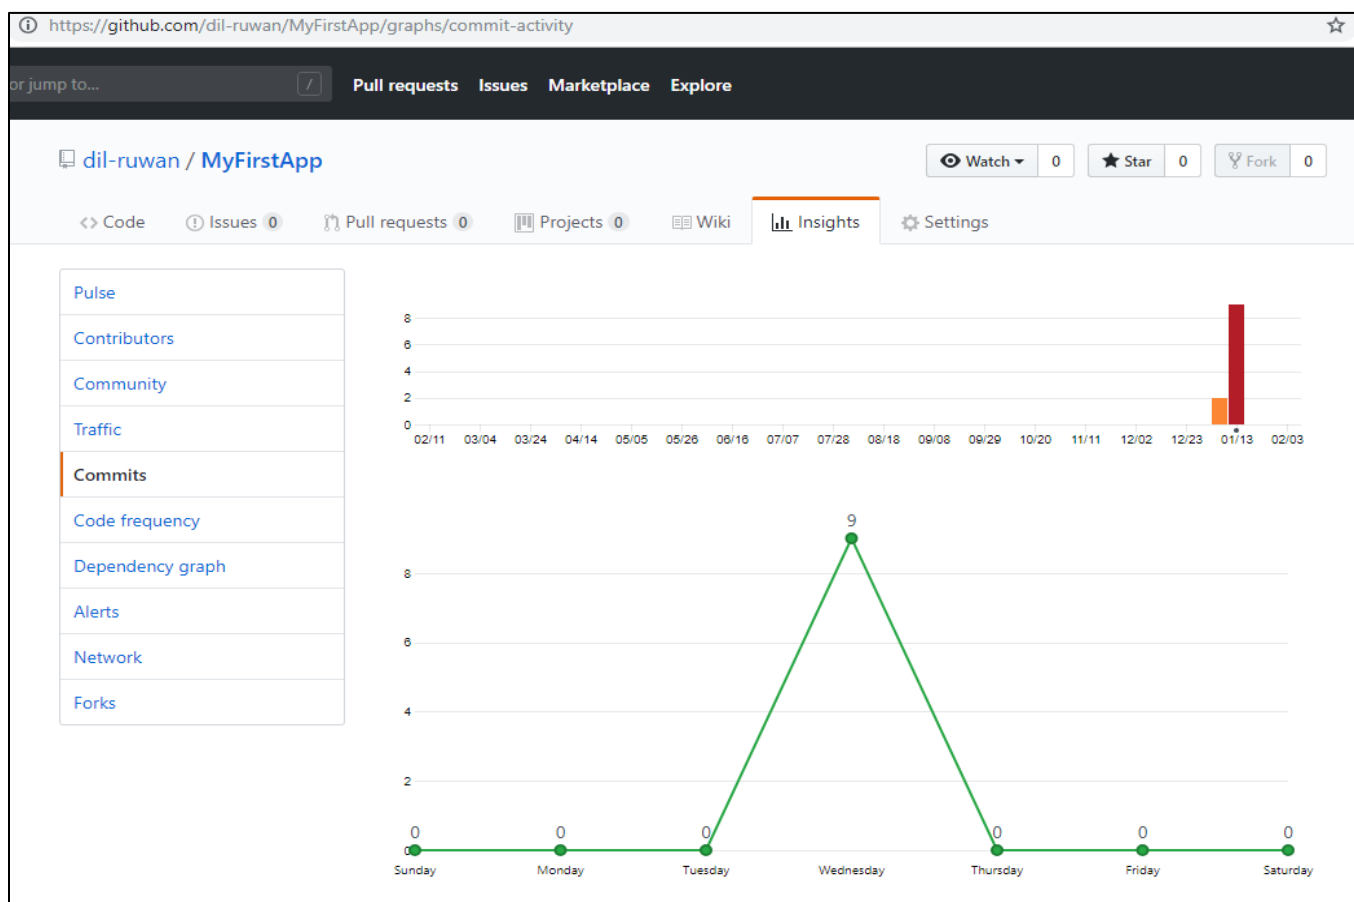 https://github.com/dil-ruwan/MyFirstApp/graphs/commit-activity
or jump to... / Pull requests Issues Marketplace Explore
dil-ruwan / MyFirstApp Watch 0 Star 0 Fork 0
Code Issues 0 Pull requests 0 Projects 0 Wiki Insights Settings
Pulse
Contributors
Community
Traffic
Commits
Code frequency
Dependency graph
Alerts
Network
Forks
8
6
4
2
0
02/11 03/04 03/24 04/14 05/05 05/26 06/16 07/07 07/28 08/18 09/08 09/29 10/20 11/11 12/02 12/23 01/13 02/03
9
8
6
4
2
0 0 0 0 0 0
0
Sunday Monday Tuesday Wednesday Thursday Friday Saturday